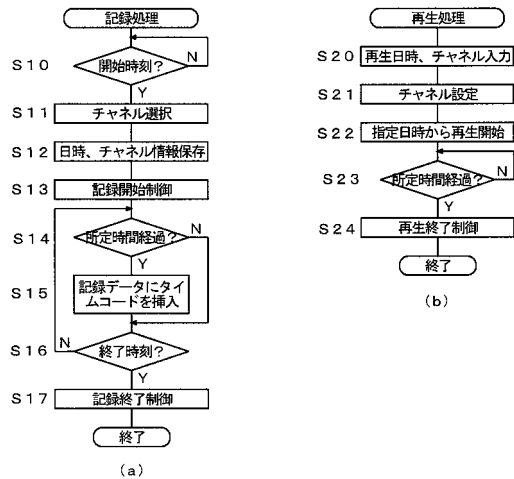 記録処理
S10
開始時刻?
N
Y
S11
チャネル選択
S12
日時、チャネル情報保存
S13
記録開始制御
S14
所定時間経過?
N
Y
S15
記録データにタイ
ムコードを挿入
S16
終了時刻?
N
Y
S17
記録終了制御
終了
(a)
再生処理
S20
再生日時、チャネル入力
S21
チャネル設定
S22
指定日時から再生開始
S23
所定時間経過?
N
Y
S24
再生終了制御
終了
(b)